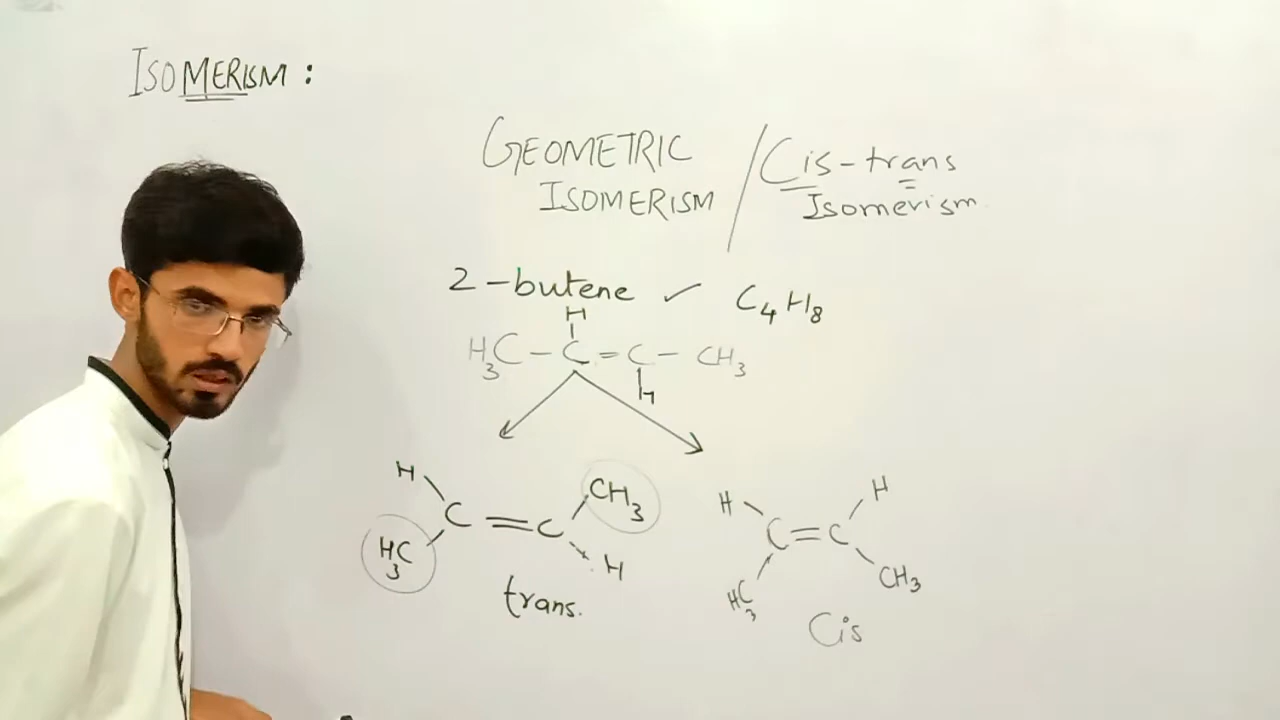 ISOMERISM :
GEOMETRIC / Cis-trans
ISOMERISM Isomerism
2-butene ✓ C₄H₈
H
H₃C – C = C – CH₃
H
H CH₃ H H
C = C C = C
H₃C H H₃C CH₃
trans. Cis